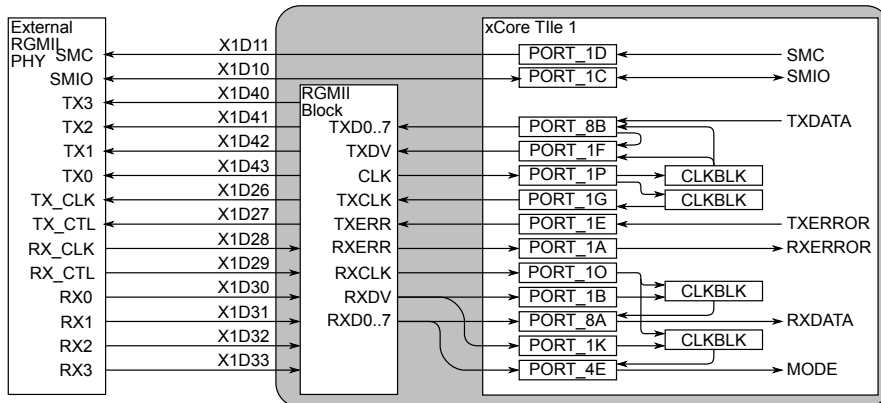 External
RGMII
PHY
xCore TIle 1
SMC X1D11 PORT_1D SMC
SMIO X1D10 PORT_1C SMIO
RGMII
Block
TX3 X1D40
TX2 X1D41 TXD0..7 PORT_8B TXDATA
TX1 X1D42 TXDV PORT_1F
TX0 X1D43 CLK PORT_1P CLKBLK
TX_CLK X1D26 TXCLK PORT_1G CLKBLK
TX_CTL X1D27 TXERR PORT_1E TXERROR
RX_CLK X1D28 RXERR PORT_1A RXERROR
RX_CTL X1D29 RXCLK PORT_1O
RX0 X1D30 RXDV PORT_1B CLKBLK
RX1 X1D31 RXD0..7 PORT_8A RXDATA
RX2 X1D32 PORT_1K CLKBLK
RX3 X1D33 PORT_4E MODE